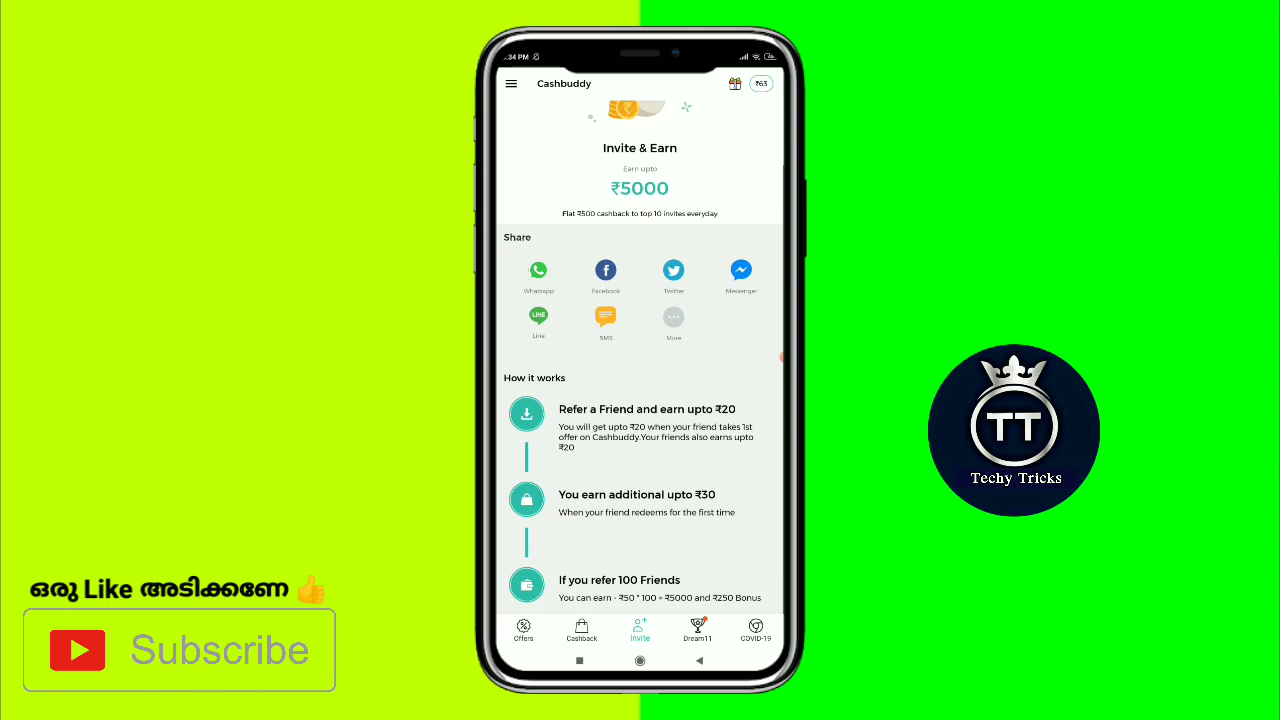 :34 PM
Cashbuddy
₹63
Invite & Earn
Earn upto
₹5000
Flat ₹500 cashback to top 10 invites everyday
Share
Whatsapp
Facebook
Twitter
Messenger
LINE
Line
SMS
More
How it works
Refer a Friend and earn upto ₹20
You will get upto ₹20 when your friend takes 1st
offer on Cashbuddy.Your friends also earns upto
₹20
You earn additional upto ₹30
When your friend redeems for the first time
If you refer 100 Friends
You can earn - ₹50 * 100 = ₹5000 and ₹250 Bonus
Offers
Cashback
Invite
Dream11
COVID-19
TT
Techy Tricks
ഒരു Like അടിക്കണേ 👍
Subscribe